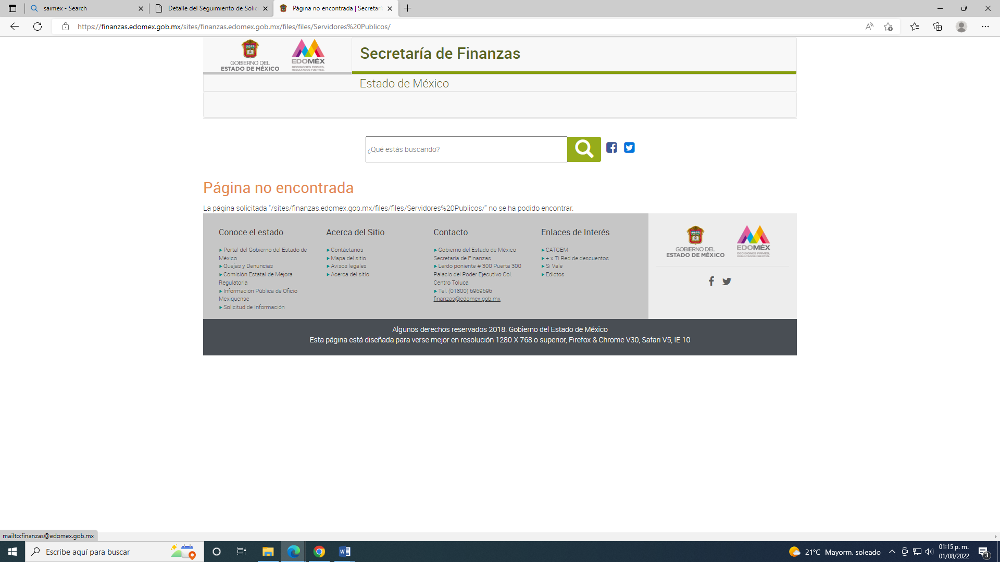 saimex - Search
Detalle del Seguimiento de Solic
Página no encontrada | Secretarí
https://finanzas.edomex.gob.mx/sites/finanzas.edomex.gob.mx/files/files/Servidores%20Publicos/
GOBIERNO DEL
ESTADO DE MÉXICO
EDOMÉX
DECISIONES FIRMES,
RESULTADOS FUERTES.
Secretaría de Finanzas
Estado de México
¿Qué estás buscando?
Página no encontrada
La página solicitada "/sites/finanzas.edomex.gob.mx/files/files/Servidores%20Publicos/" no se ha podido encontrar.
Conoce el estado
Portal del Gobierno del Estado de
México
Quejas y Denuncias
Comisión Estatal de Mejora
Regulatoria
Información Pública de Oficio
Mexiquense
Solicitud de Información
Acerca del Sitio
Contáctanos
Mapa del sitio
Avisos legales
Acerca del sitio
Contacto
Gobierno del Estado de México
Secretaria de Finanzas
Lerdo poniente # 300 Puerta 300
Palacio del Poder Ejecutivo Col.
Centro Toluca
Tel. (01800) 6969696
finanzas@edomex.gob.mx
Enlaces de Interés
CATGEM
+ x Ti Red de descuentos
Si Vale
Edictos
GOBIERNO DEL
ESTADO DE MÉXICO
EDOMÉX
DECISIONES FIRMES,
RESULTADOS FUERTES.
Algunos derechos reservados 2018. Gobierno del Estado de México
Esta página está diseñada para verse mejor en resolución 1280 X 768 o superior, Firefox & Chrome V30, Safari V5, IE 10
mailto:finanzas@edomex.gob.mx
Escribe aquí para buscar
21°C Mayorm. soleado
01:15 p. m.
01/08/2022
3